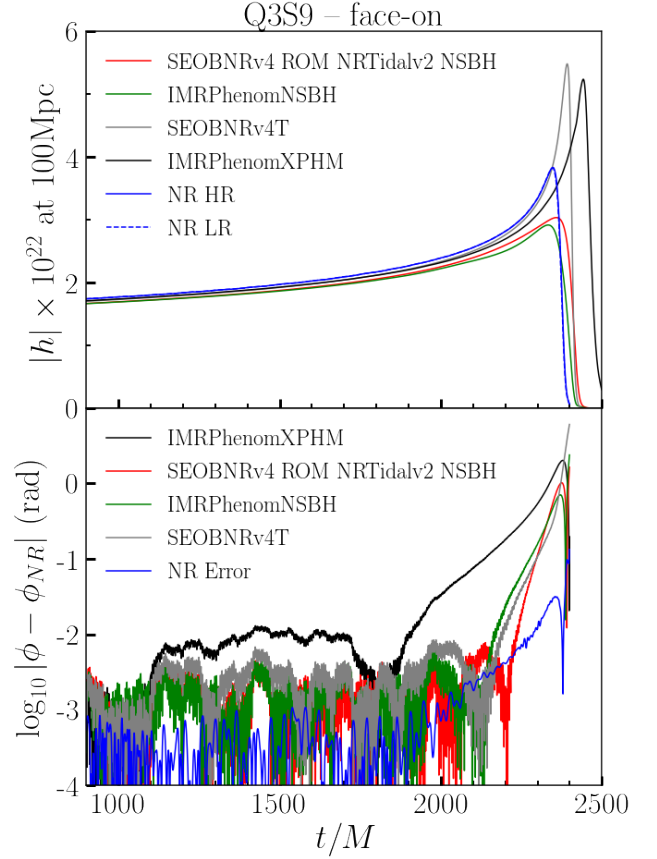 Q3S9 – face-on
6
SEOBNRv4 ROM NRTidalv2 NSBH
IMRPhenomNSBH
SEOBNRv4T
4
IMRPhenomXPHM
NR HR
NR LR
2
0
|h| × 10^22 at 100Mpc
IMRPhenomXPHM
SEOBNRv4 ROM NRTidalv2 NSBH
0
IMRPhenomNSBH
SEOBNRv4T
-1
NR Error
-2
-3
-4
log_10 |ϕ − ϕ_NR| (rad)
1000 1500 2000 2500
t/M